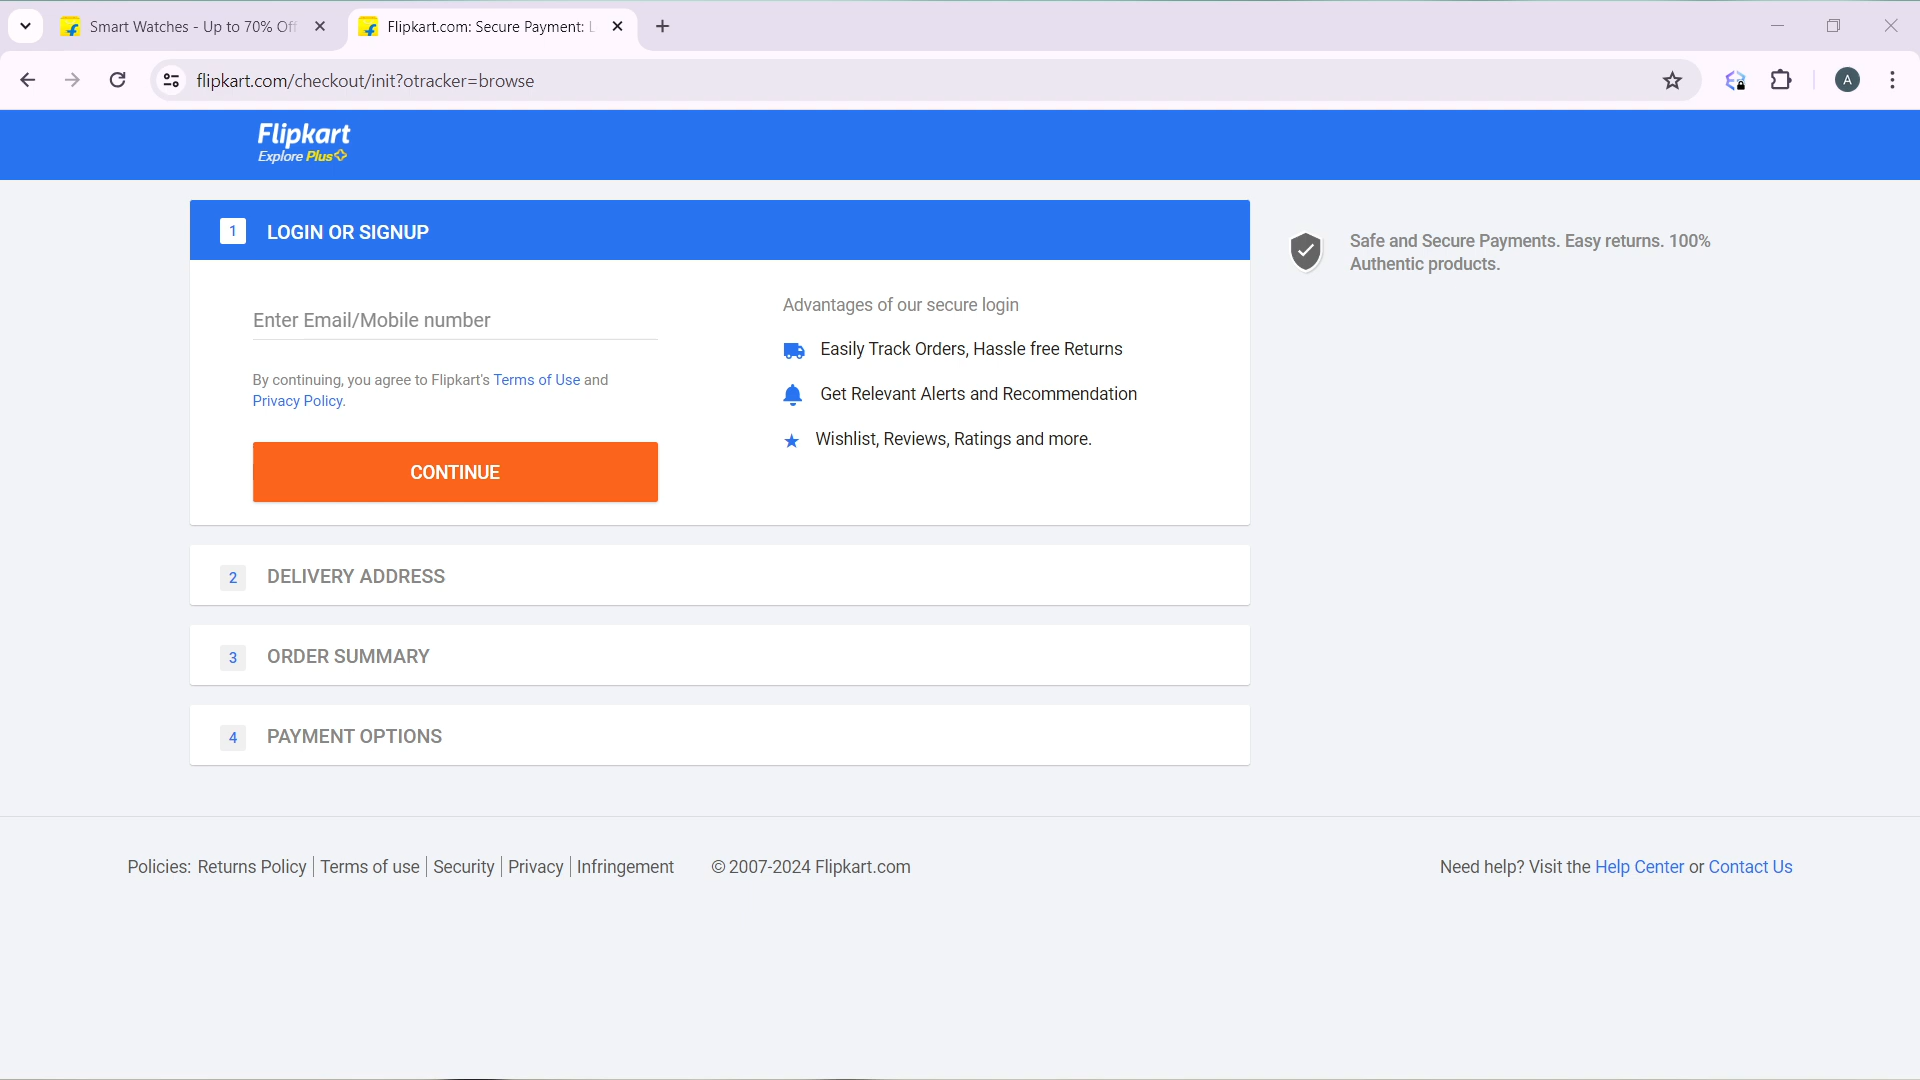 Smart Watches - Up to 70% Off
Flipkart.com: Secure Payment: L
flipkart.com/checkout/init?otracker=browse
A
Flipkart
Explore Plus
1 LOGIN OR SIGNUP
Enter Email/Mobile number
By continuing, you agree to Flipkart's Terms of Use and
Privacy Policy.
CONTINUE
Advantages of our secure login
Easily Track Orders, Hassle free Returns
Get Relevant Alerts and Recommendation
Wishlist, Reviews, Ratings and more.
Safe and Secure Payments. Easy returns. 100%
Authentic products.
2 DELIVERY ADDRESS
3 ORDER SUMMARY
4 PAYMENT OPTIONS
Policies: Returns Policy | Terms of use | Security | Privacy | Infringement © 2007-2024 Flipkart.com Need help? Visit the Help Center or Contact Us